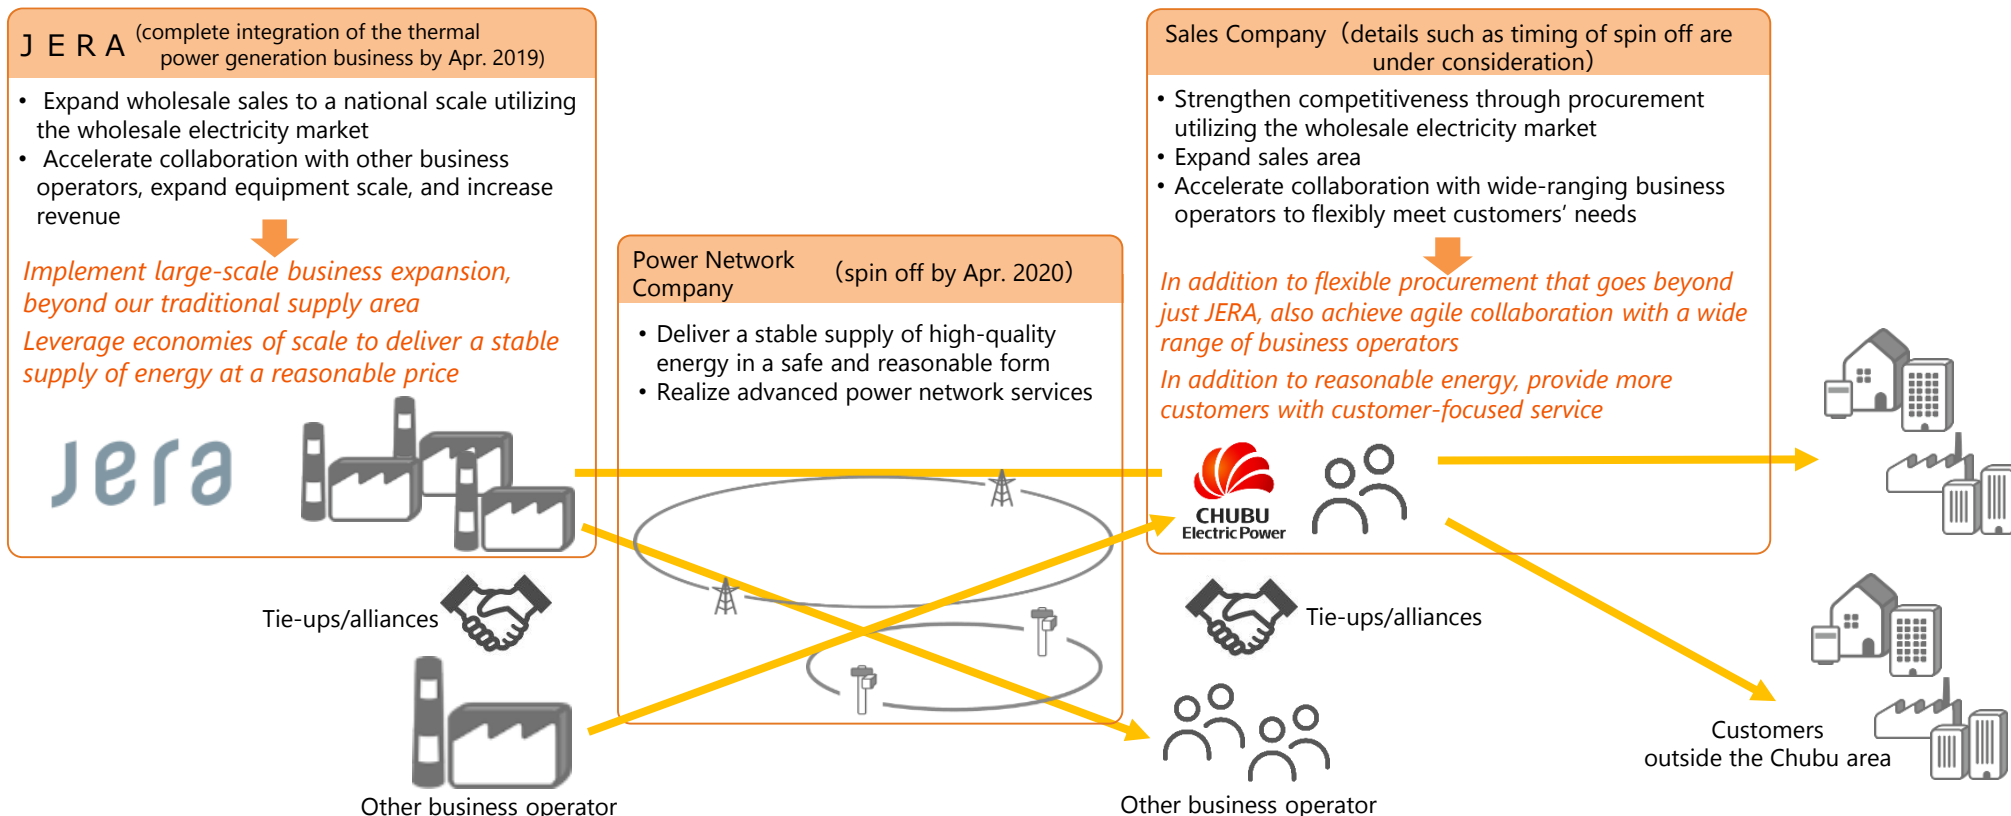 J E R A (complete integration of the thermal
power generation business by Apr. 2019)
• Expand wholesale sales to a national scale utilizing
the wholesale electricity market
• Accelerate collaboration with other business
operators, expand equipment scale, and increase
revenue
Implement large-scale business expansion,
beyond our traditional supply area
Leverage economies of scale to deliver a stable
supply of energy at a reasonable price
Jera
Tie-ups/alliances
Other business operator
Power Network
Company
(spin off by Apr. 2020)
• Deliver a stable supply of high-quality
energy in a safe and reasonable form
• Realize advanced power network services
Sales Company (details such as timing of spin off are
under consideration)
• Strengthen competitiveness through procurement
utilizing the wholesale electricity market
• Expand sales area
• Accelerate collaboration with wide-ranging business
operators to flexibly meet customers’ needs
In addition to flexible procurement that goes beyond
just JERA, also achieve agile collaboration with a wide
range of business operators
In addition to reasonable energy, provide more
customers with customer-focused service
CHUBU
Electric Power
Tie-ups/alliances
Other business operator
Customers
outside the Chubu area